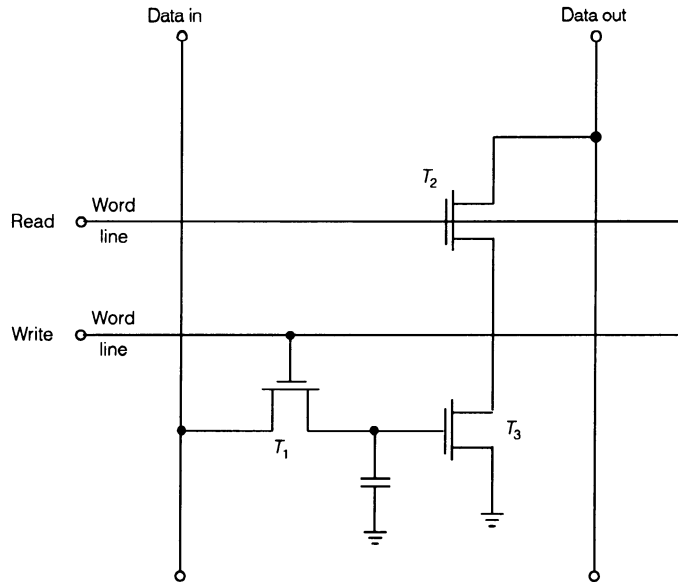 Data in
Data out
T2
Read
Word
line
Write
Word
line
T1
T3